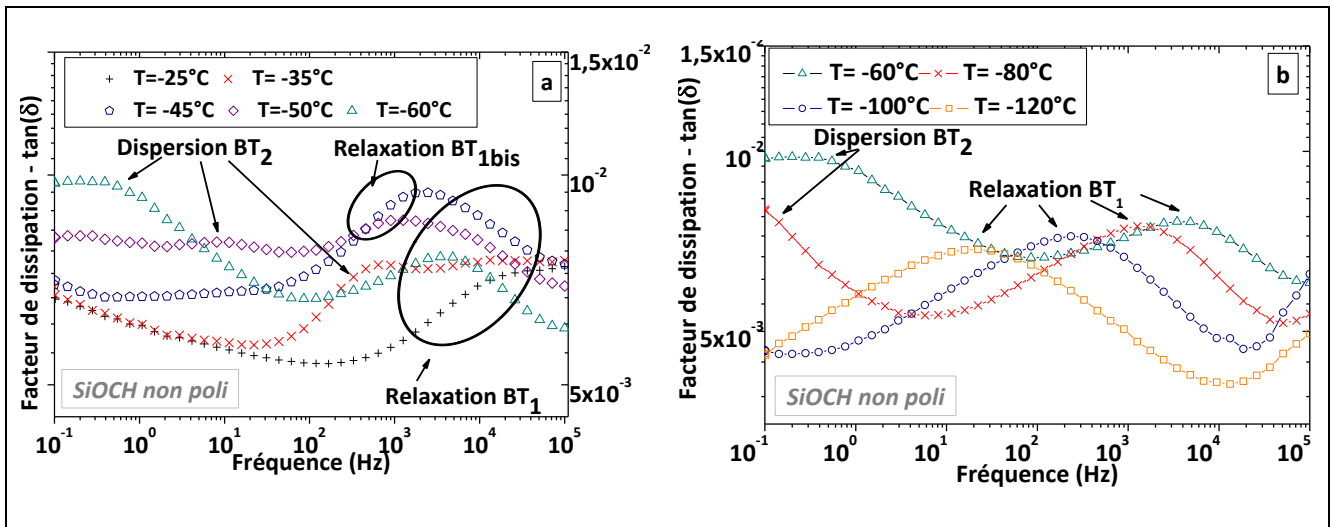 1,5x10⁻²
a
T=-25°C T= -35°C
T= -45°C T=-50°C T=-60°C
Dispersion BT₂
Relaxation BT₁bis
10⁻²
Relaxation BT₁
5x10⁻³
SiOCH non poli
Facteur de dissipation - tan(δ)
10⁻¹ 10⁰ 10¹ 10² 10³ 10⁴ 10⁵
Fréquence (Hz)
1,5x10⁻²
b
T= -60°C T= -80°C
T= -100°C T= -120°C
10⁻²
Dispersion BT₂
Relaxation BT₁
5x10⁻³
SiOCH non poli
Facteur de dissipation - tan(δ)
10⁻¹ 10⁰ 10¹ 10² 10³ 10⁴ 10⁵
Fréquence (Hz)